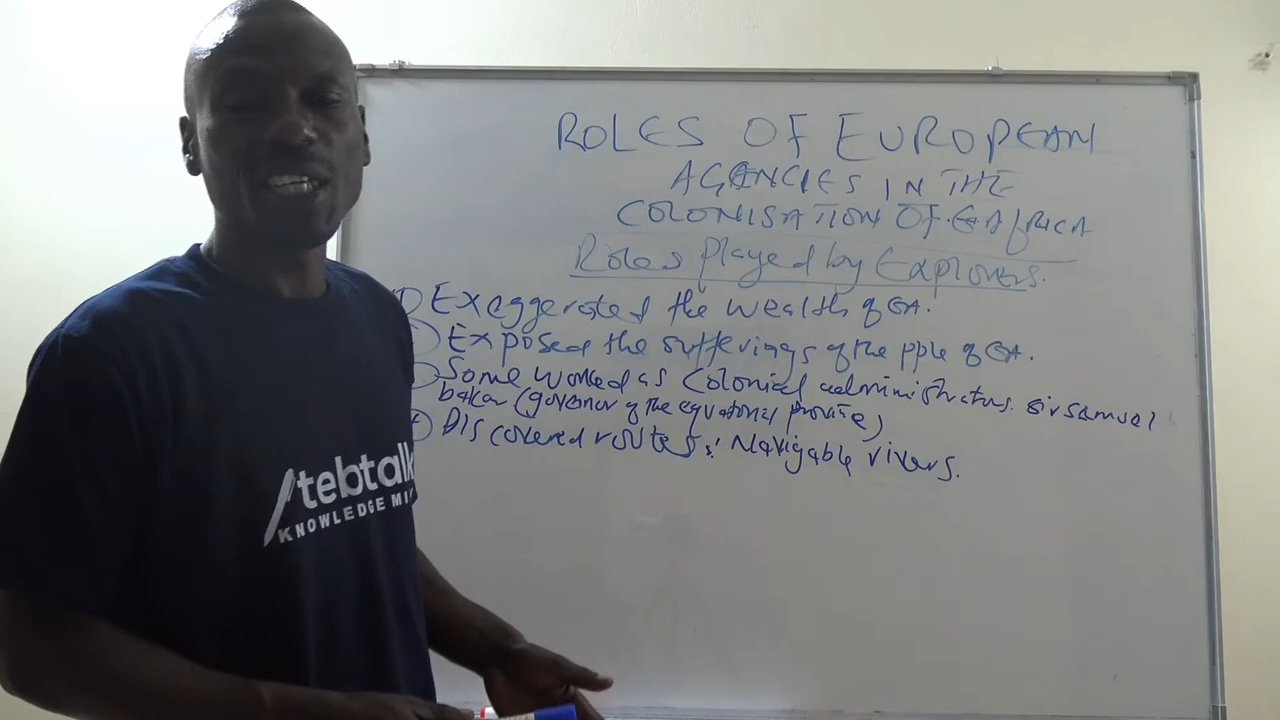 ROLES OF EUROPEAN
AGENCIES IN THE
COLONISATION OF E.AfRICA
Roles played by Explorers.
1) Exaggerated the wealth of EA.
Exposed the sufferings of the pple of EA.
Some worked as Colonial administrators. sir samuel
baker (governor of the equatorial province)
Discovered routes: Navigable rivers.
tebtalk
KNOWLEDGE